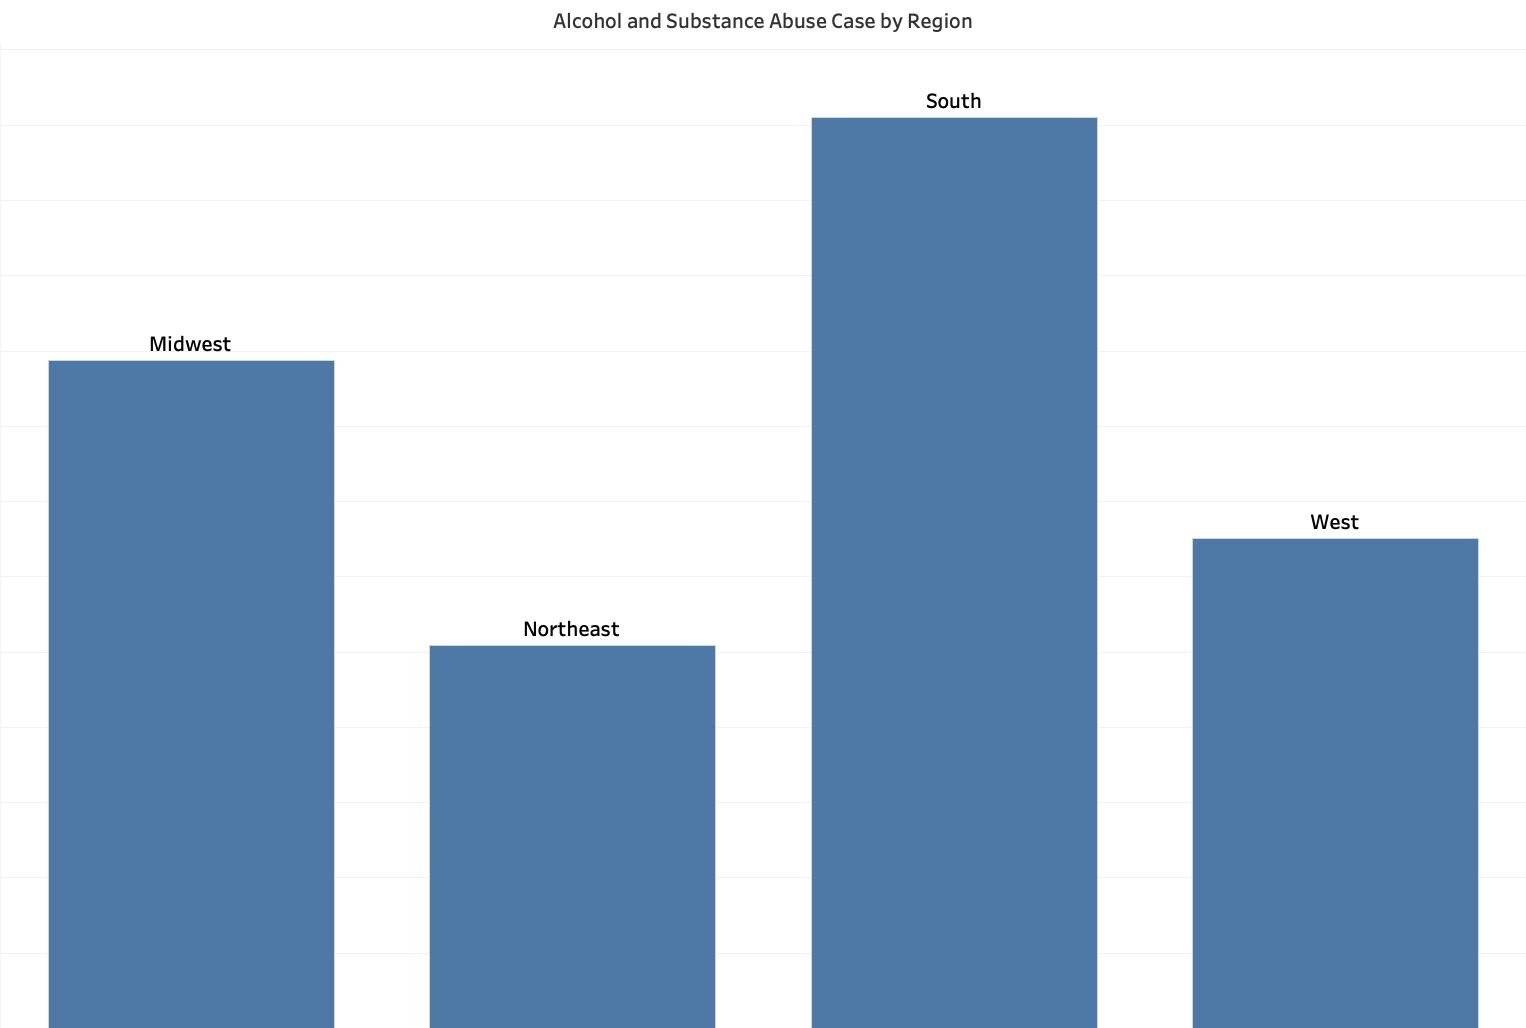 Alcohol and Substance Abuse Case by Region
South
Midwest
West
Northeast